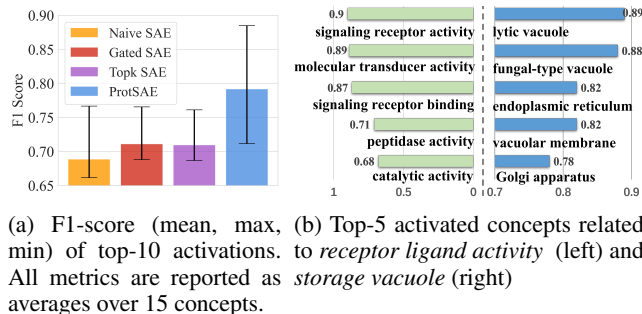 0.90
0.85
0.80
0.75
0.70
0.65
F1 Score
Naive SAE
Gated SAE
Topk SAE
ProtSAE
0.9
signaling receptor activity
0.89
molecular transducer activity
0.87
signaling receptor binding
0.71
peptidase activity
0.68
catalytic activity
1 0.5 0
0.89
lytic vacuole
0.88
fungal-type vacuole
0.82
endoplasmic reticulum
0.82
vacuolar membrane
0.78
Golgi apparatus
0.7 0.8 0.9
(a) F1-score (mean, max,
min) of top-10 activations.
All metrics are reported as
averages over 15 concepts.
(b) Top-5 activated concepts related
to receptor ligand activity (left) and
storage vacuole (right)